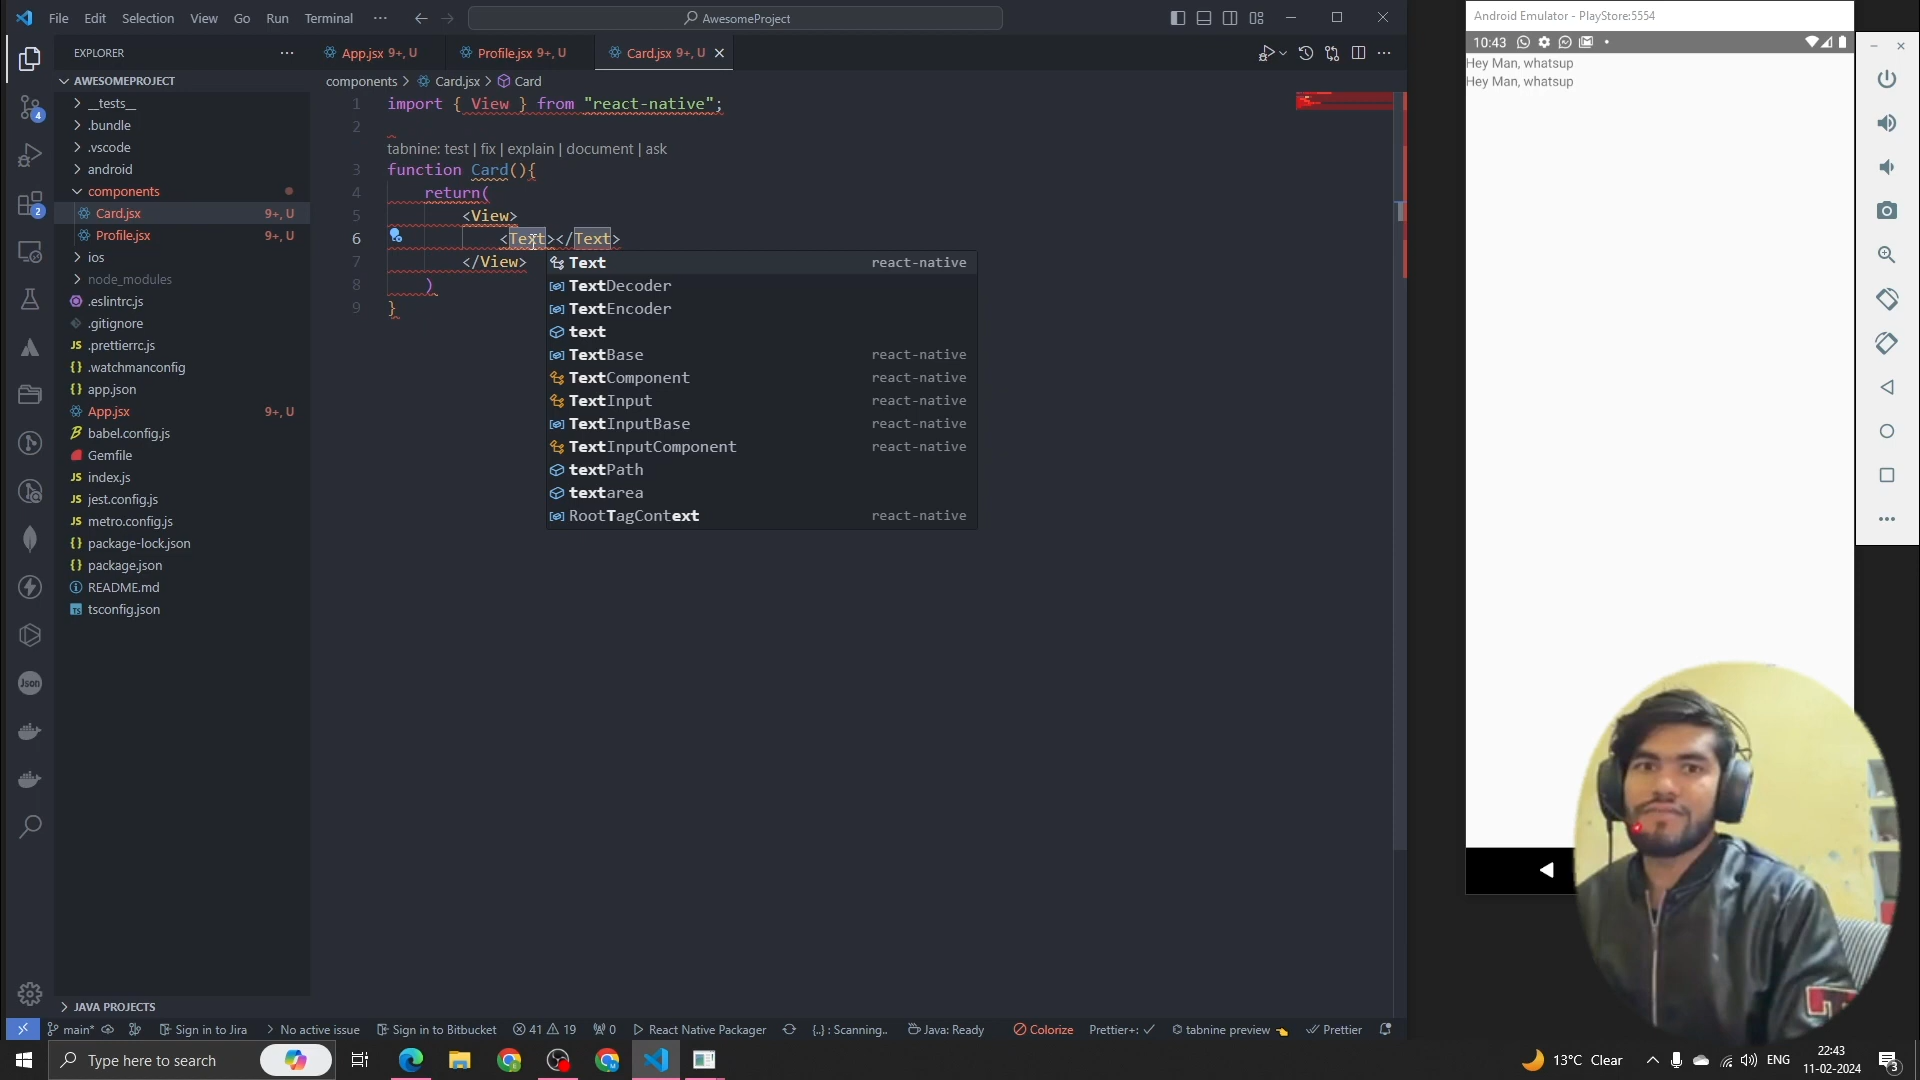 File Edit Selection View Go Run Terminal ··· AwesomeProject
EXPLORER ···
AWESOMEPROJECT
__tests__
.bundle
.vscode
android
components
Card.jsx 9+, U
Profile.jsx 9+, U
ios
node_modules
.eslintrc.js
.gitignore
JS .prettierrc.js
{} .watchmanconfig
{} app.json
App.jsx 9+, U
babel.config.js
Gemfile
JS index.js
JS jest.config.js
JS metro.config.js
{} package-lock.json
{} package.json
README.md
TS tsconfig.json
JAVA PROJECTS
4
2
Json
App.jsx 9+, U Profile.jsx 9+, U Card.jsx 9+, U
components > Card.jsx > Card
1 import { View } from "react-native";
2
tabnine: test | fix | explain | document | ask
3 function Card(){
4 return(
5 <View>
6 <Text></Text>
7 </View>
8 )
9 }
Text react-native
TextDecoder
TextEncoder
text
TextBase react-native
TextComponent react-native
TextInput react-native
TextInputBase react-native
TextInputComponent react-native
textPath
textarea
RootTagContext react-native
main* Sign in to Jira No active issue Sign in to Bitbucket 41 19 0 React Native Packager {..} : Scanning.. Java: Ready Colorize Prettier+: tabnine preview Prettier
Type here to search
13°C Clear ENG 22:43
11-02-2024
3
Android Emulator - PlayStore:5554
10:43
Hey Man, whatsup
Hey Man, whatsup